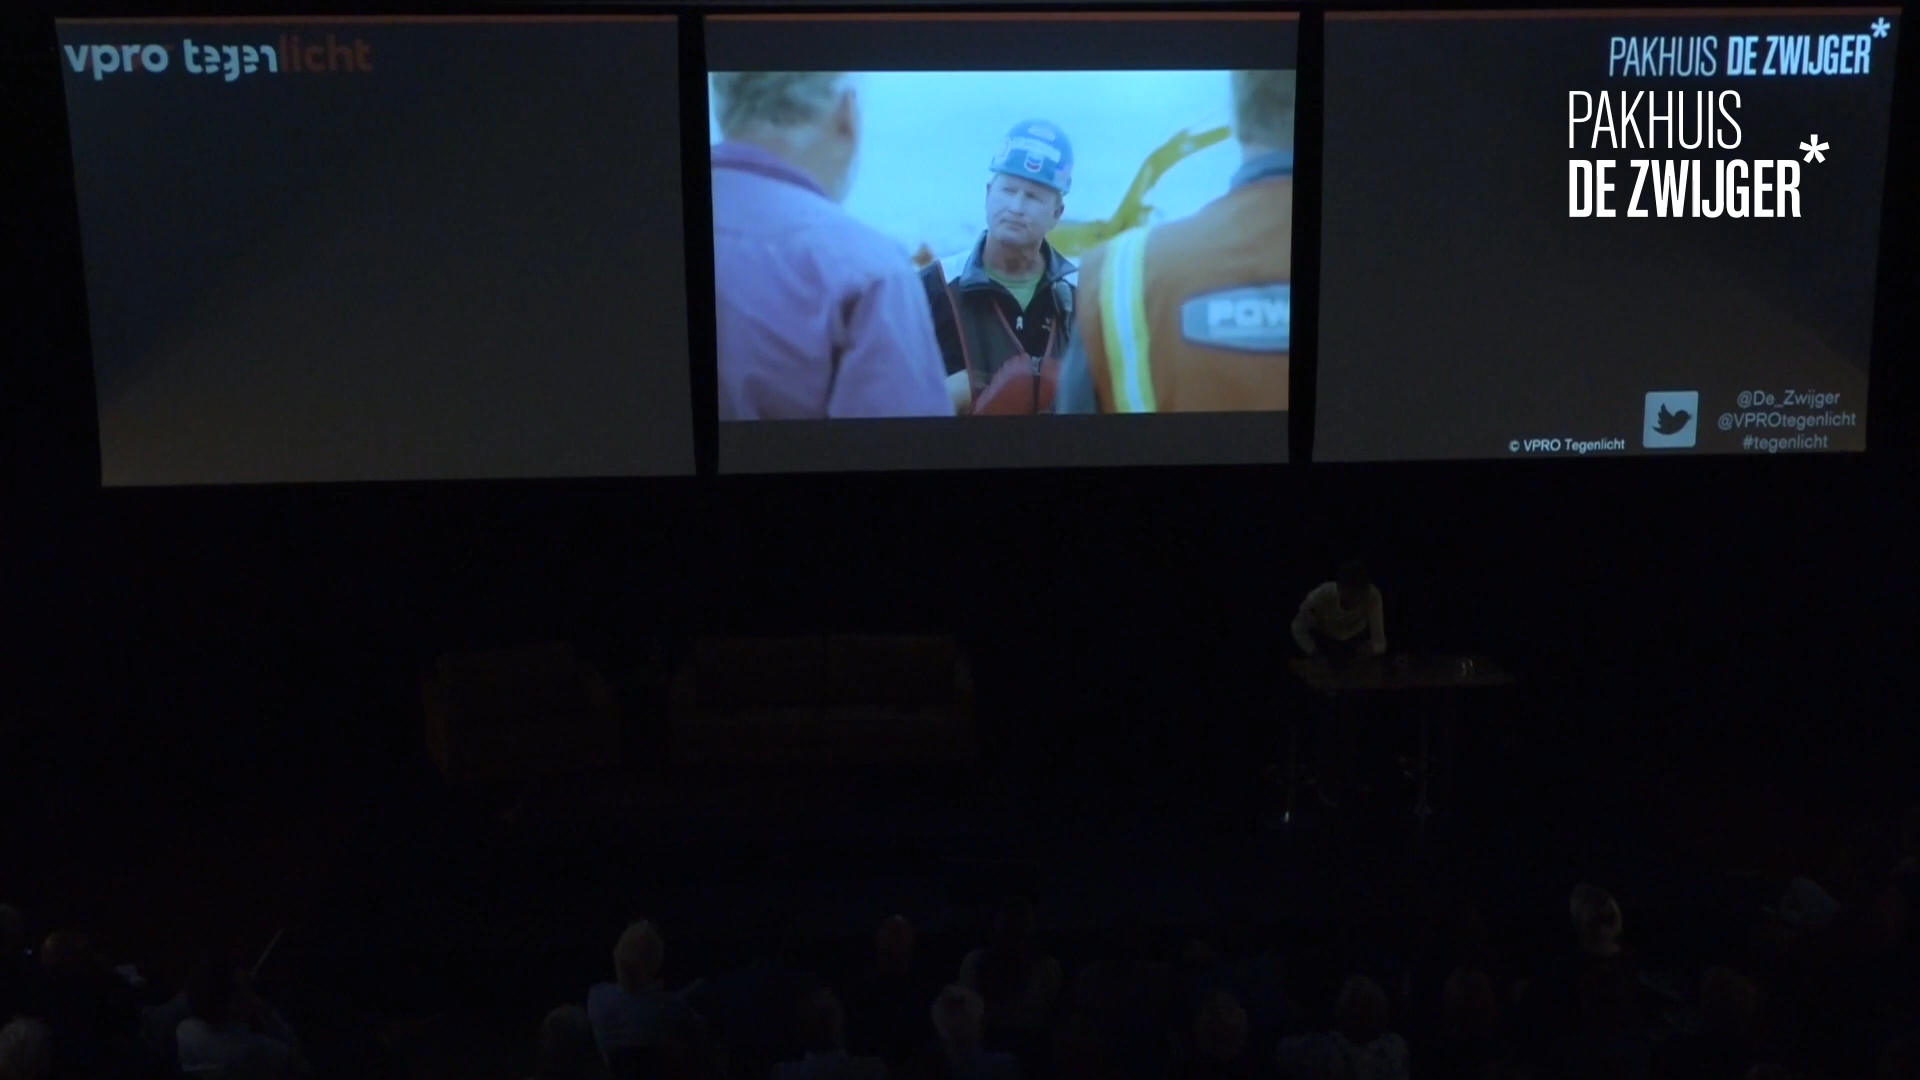 vpro tegenlicht
PAKHUIS DE ZWIJGER*
PAKHUIS
DE ZWIJGER*
POW
@De_Zwijger
@VPROtegenlicht
#tegenlicht
© VPRO Tegenlicht